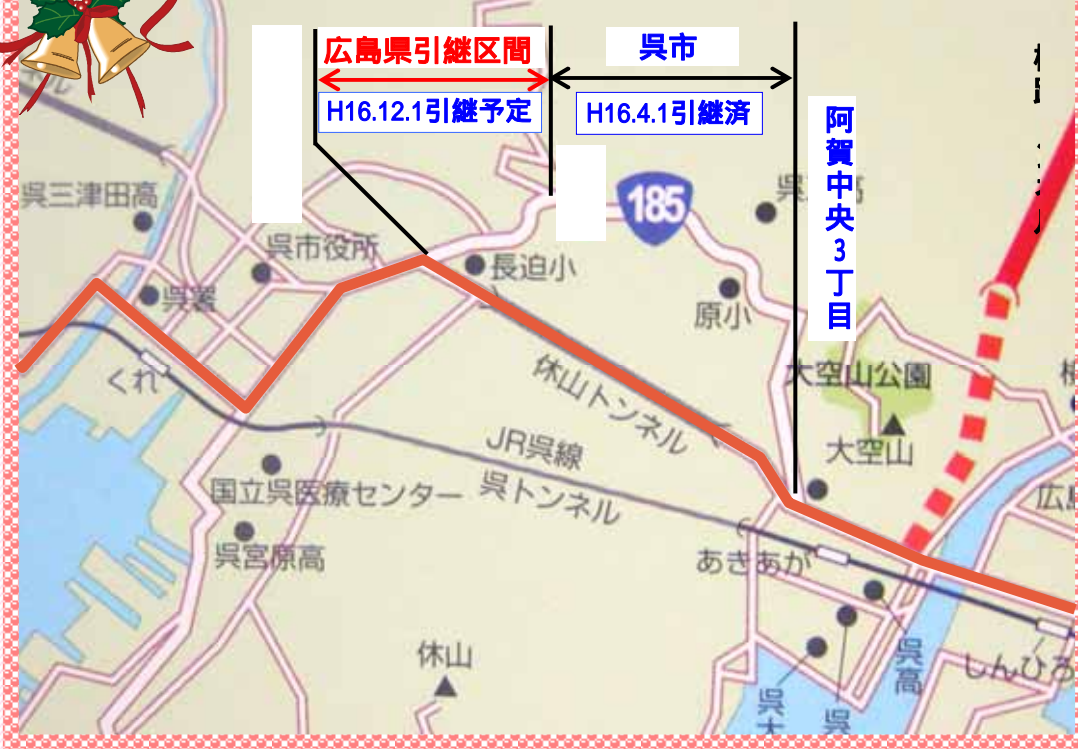 広島県引継区間
呉市
H16.12.1引継予定
H16.4.1引継済
阿賀中央3丁目
185
呉三津田高
呉市役所
呉署
長迫小
原小
くれ
休山トンネル
大空山公園
大空山
JR呉線
呉トンネル
国立呉医療センター
呉宮原高
あきあが
休山
呉高
しんひろ
呉